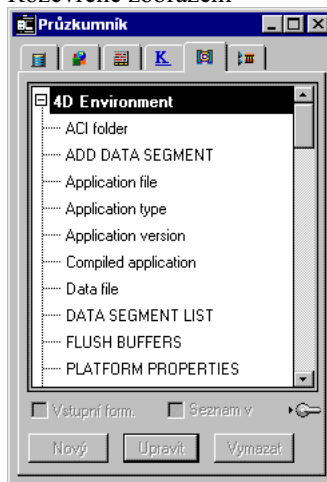 Rozevřené zobrazení
Průzkumník
K
4D Environment
ACI folder
ADD DATA SEGMENT
Application file
Application type
Application version
Compiled application
Data file
DATA SEGMENT LIST
FLUSH BUFFERS
PLATFORM PROPERTIES
Vstupní form. Seznam v
Nový Upravit Vymazat